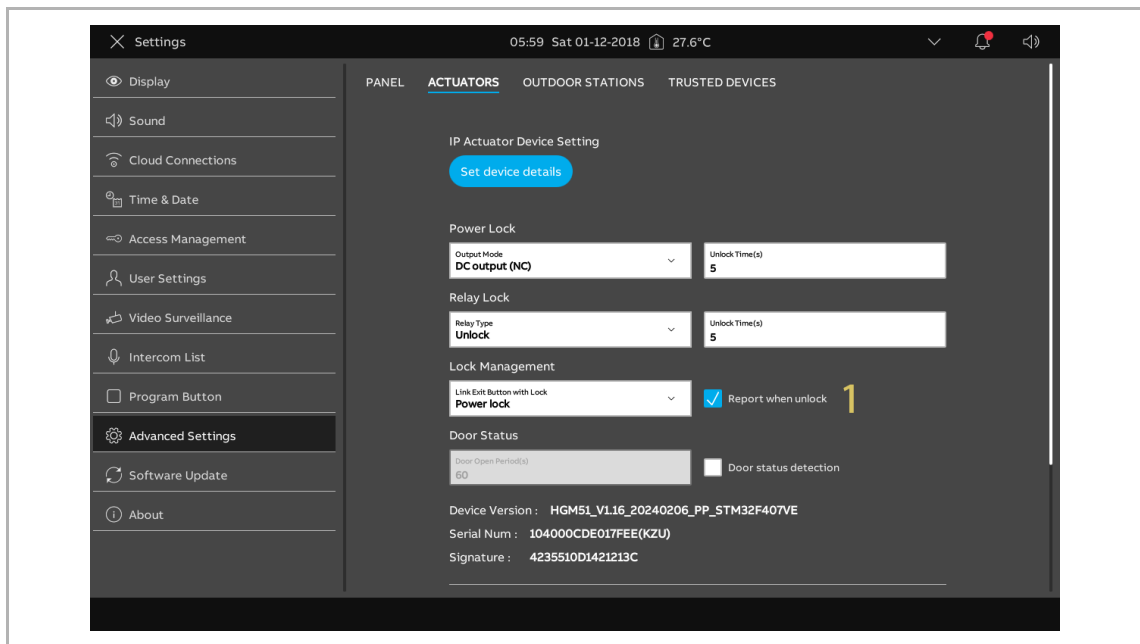 Settings
05:59 Sat 01-12-2018 27.6°C
Display
Sound
Cloud Connections
Time & Date
Access Management
User Settings
Video Surveillance
Intercom List
Program Button
Advanced Settings
Software Update
About
PANEL ACTUATORS OUTDOOR STATIONS TRUSTED DEVICES
IP Actuator Device Setting
Set device details
Power Lock
Output Mode
DC output (NC)
Unlock Time(s)
5
Relay Lock
Relay Type
Unlock
Unlock Time(s)
5
Lock Management
Link Exit Button with Lock
Power lock
Report when unlock 1
Door Status
Door Open Period(s)
60
Door status detection
Device Version : HGM51_V1.16_20240206_PP_STM32F407VE
Serial Num : 104000CDE017FEE(KZU)
Signature : 4235510D1421213C